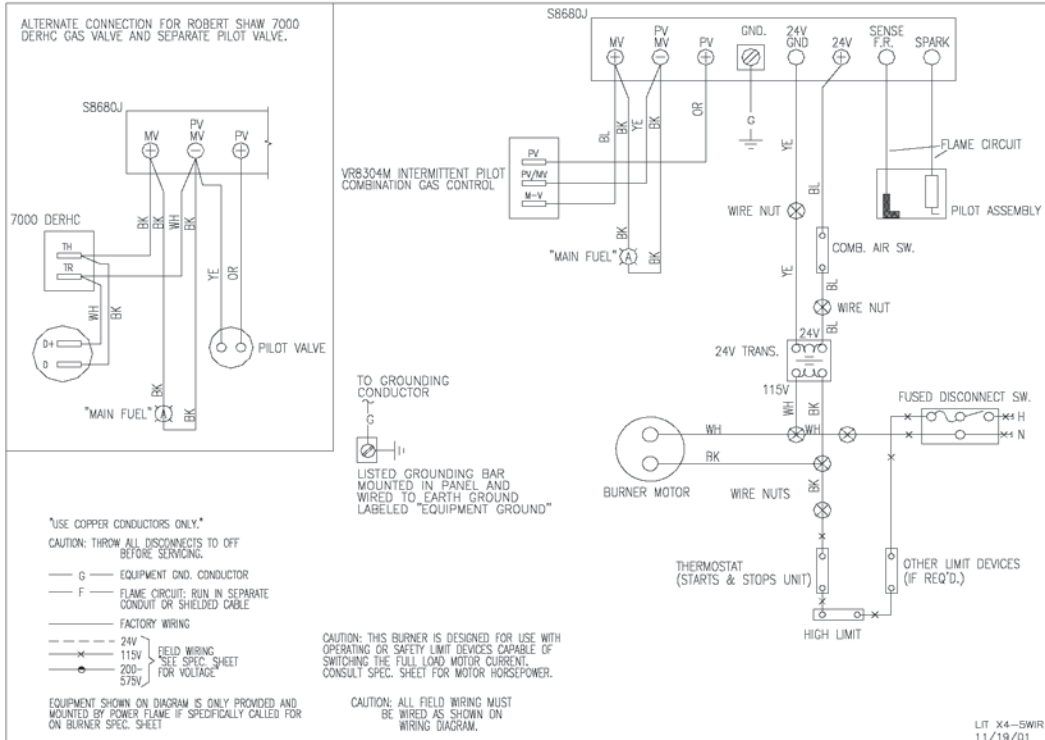 ALTERNATE CONNECTION FOR ROBERT SHAW 7000
DERHC GAS VALVE AND SEPARATE PILOT VALVE.
S8680J
MV
PV
MV
PV
BK
BK
WH
BK
YE
OR
7000 DERHC
TH
TR
WH
BK
D+
D
PILOT VALVE
BK
"MAIN FUEL"
A
BK
S8680J
MV
PV
MV
PV
GND.
24V
GND
24V
SENSE
F.R.
SPARK
BL
BK
YE
BK
OR
G
YE
BL
FLAME CIRCUIT
VR8304M INTERMITTENT PILOT
COMBINATION GAS CONTROL
PV
PV/MV
M-V
PILOT ASSEMBLY
WIRE NUT
BK
"MAIN FUEL"
A
BK
COMB. AIR SW.
YE
BL
WIRE NUT
BL
24V
24V TRANS.
115V
WH
BK
TO GROUNDING
CONDUCTOR
G
LISTED GROUNDING BAR
MOUNTED IN PANEL AND
WIRED TO EARTH GROUND
LABELED "EQUIPMENT GROUND"
FUSED DISCONNECT SW.
H
N
WH
WH
BK
BURNER MOTOR
WIRE NUTS
BK
THERMOSTAT
(STARTS & STOPS UNIT)
OTHER LIMIT DEVICES
(IF REQ'D.)
HIGH LIMIT
"USE COPPER CONDUCTORS ONLY."
CAUTION: THROW ALL DISCONNECTS TO OFF
BEFORE SERVICING.
G EQUIPMENT GND. CONDUCTOR
F FLAME CIRCUIT: RUN IN SEPARATE
CONDUIT OR SHIELDED CABLE
FACTORY WIRING
24V
115V
200-
575V
FIELD WIRING
"SEE SPEC. SHEET
FOR VOLTAGE"
EQUIPMENT SHOWN ON DIAGRAM IS ONLY PROVIDED AND
MOUNTED BY POWER FLAME IF SPECIFICALLY CALLED FOR
ON BURNER SPEC. SHEET
CAUTION: THIS BURNER IS DESIGNED FOR USE WITH
OPERATING OR SAFETY LIMIT DEVICES CAPABLE OF
SWITCHING THE FULL LOAD MOTOR CURRENT.
CONSULT SPEC. SHEET FOR MOTOR HORSEPOWER.
CAUTION: ALL FIELD WIRING MUST
BE WIRED AS SHOWN ON
WIRING DIAGRAM.
LIT X4-5WIR
11/19/01